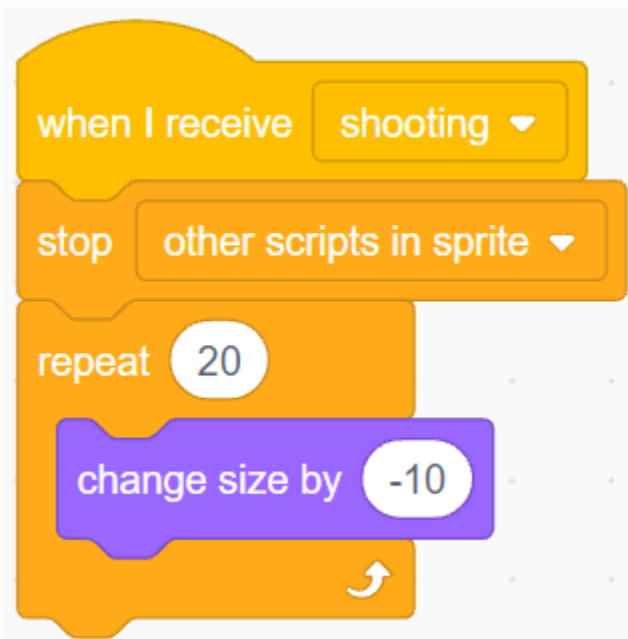 when I receive shooting
stop other scripts in sprite
repeat 20
change size by -10